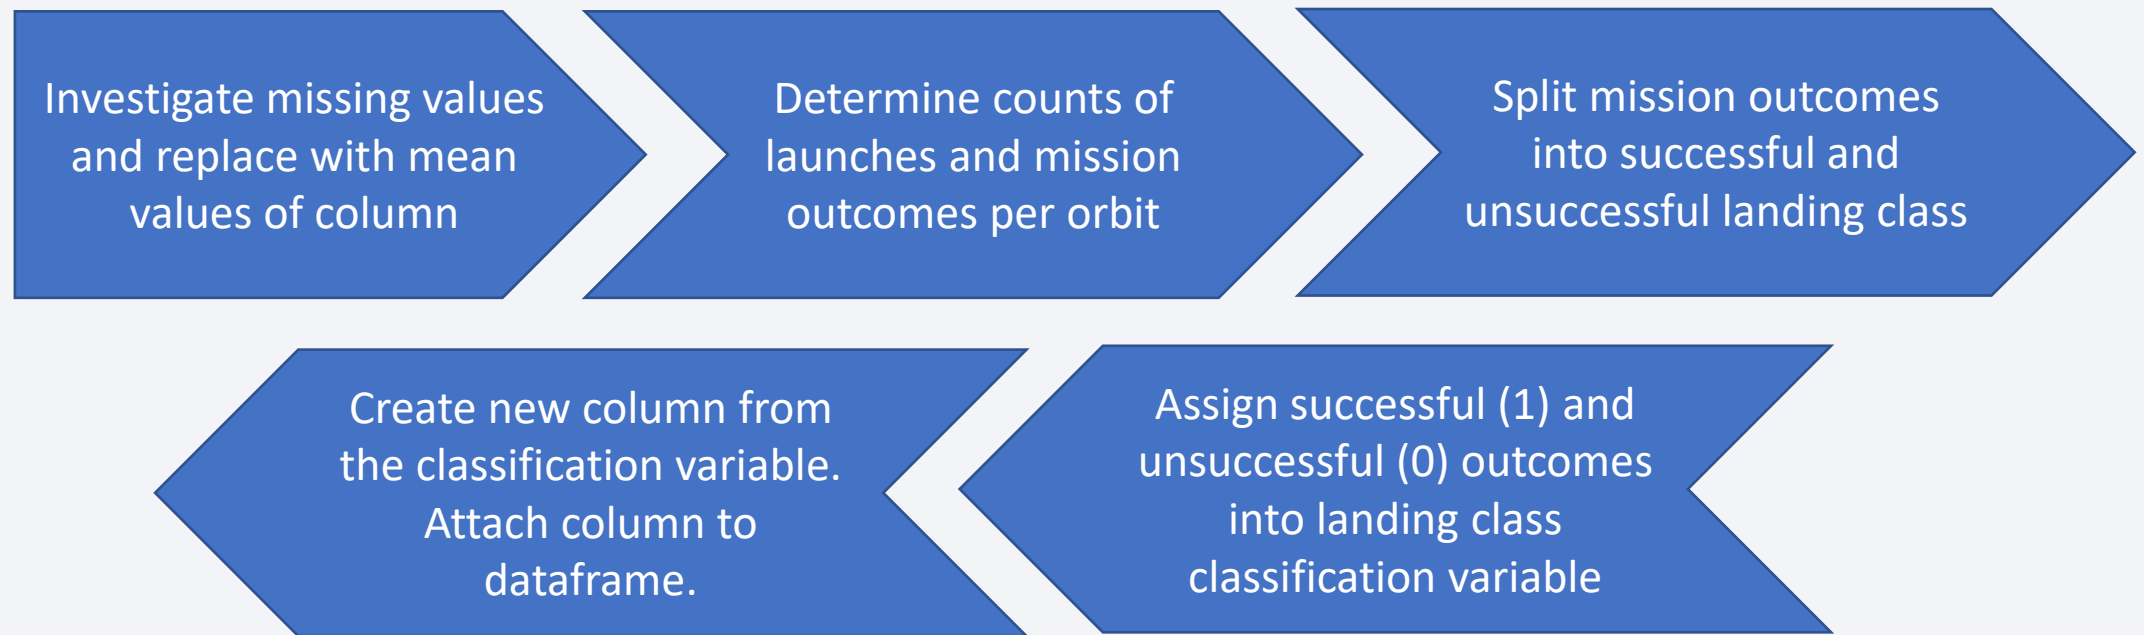 Investigate missing values
and replace with mean
values of column
Determine counts of
launches and mission
outcomes per orbit
Split mission outcomes
into successful and
unsuccessful landing class
Assign successful (1) and
unsuccessful (0) outcomes
into landing class
classification variable
Create new column from
the classification variable.
Attach column to
dataframe.